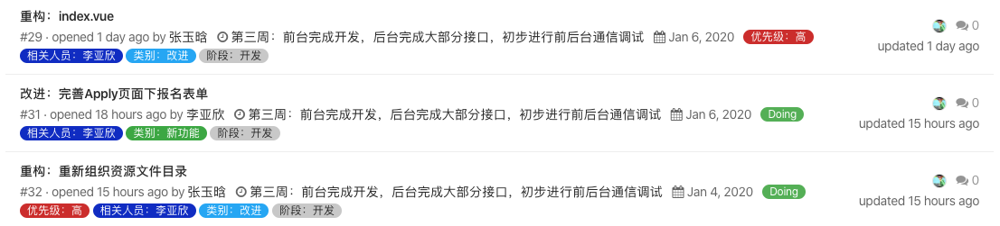 重构：index.vue
0
#29 · opened 1 day ago by 张玉晗 第三周：前台完成开发，后台完成大部分接口，初步进行前后台通信调试 Jan 6, 2020 优先级：高
updated 1 day ago
相关人员：李亚欣 类别：改进 阶段：开发
改进：完善Apply页面下报名表单
0
#31 · opened 18 hours ago by 李亚欣 第三周：前台完成开发，后台完成大部分接口，初步进行前后台通信调试 Jan 6, 2020 Doing
updated 15 hours ago
相关人员：李亚欣 类别：新功能 阶段：开发
重构：重新组织资源文件目录
0
#32 · opened 15 hours ago by 张玉晗 第三周：前台完成开发，后台完成大部分接口，初步进行前后台通信调试 Jan 4, 2020 Doing
updated 15 hours ago
优先级：高 相关人员：李亚欣 类别：改进 阶段：开发